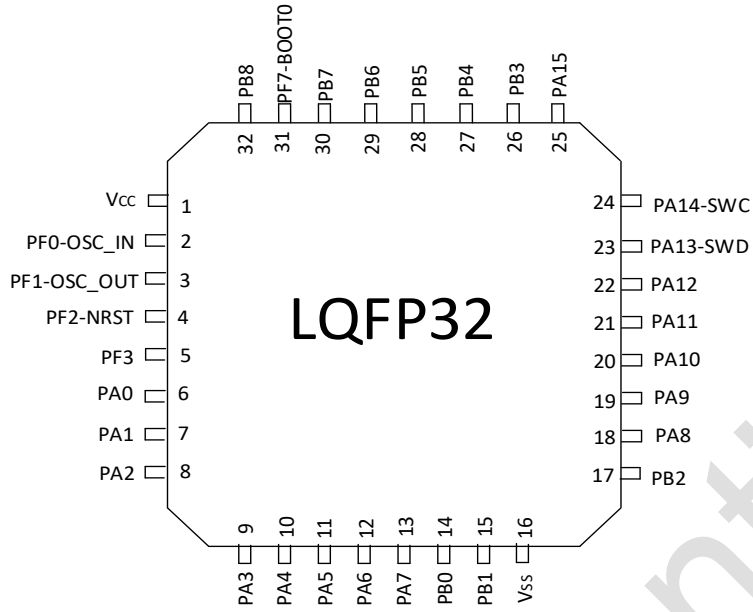 PB8
PF7-BOOT0
PB7
PB6
PB5
PB4
PB3
PA15
32
31
30
29
28
27
26
25
Vcc 1
PF0-OSC_IN 2
PF1-OSC_OUT 3
PF2-NRST 4
PF3 5
PA0 6
PA1 7
PA2 8
LQFP32
24 PA14-SWC
23 PA13-SWD
22 PA12
21 PA11
20 PA10
19 PA9
18 PA8
17 PB2
9
10
11
12
13
14
15
16
PA3
PA4
PA5
PA6
PA7
PB0
PB1
Vss